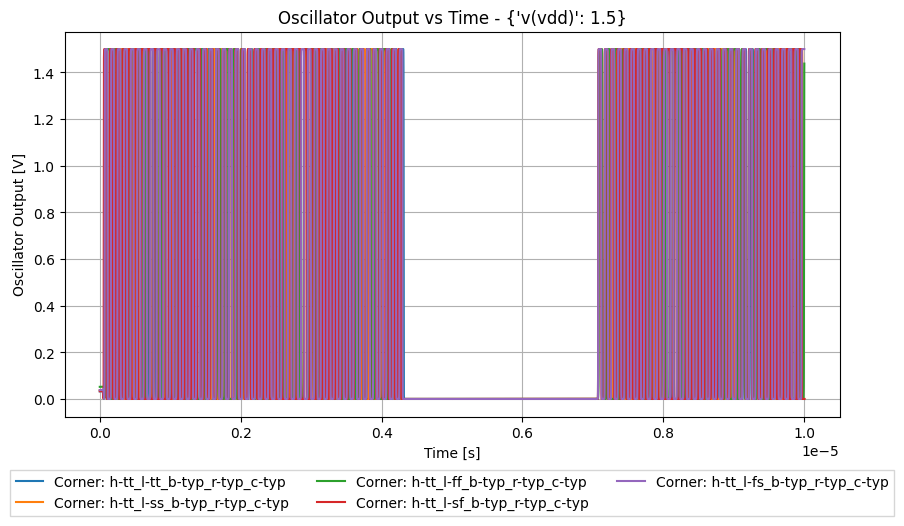 Oscillator Output vs Time - {'v(vdd)': 1.5}
Oscillator Output [V]
1.4
1.2
1.0
0.8
0.6
0.4
0.2
0.0
0.0 0.2 0.4 0.6 0.8 1.0
1e−5
Time [s]
Corner: h-tt_l-tt_b-typ_r-typ_c-typ
Corner: h-tt_l-ss_b-typ_r-typ_c-typ
Corner: h-tt_l-ff_b-typ_r-typ_c-typ
Corner: h-tt_l-sf_b-typ_r-typ_c-typ
Corner: h-tt_l-fs_b-typ_r-typ_c-typ